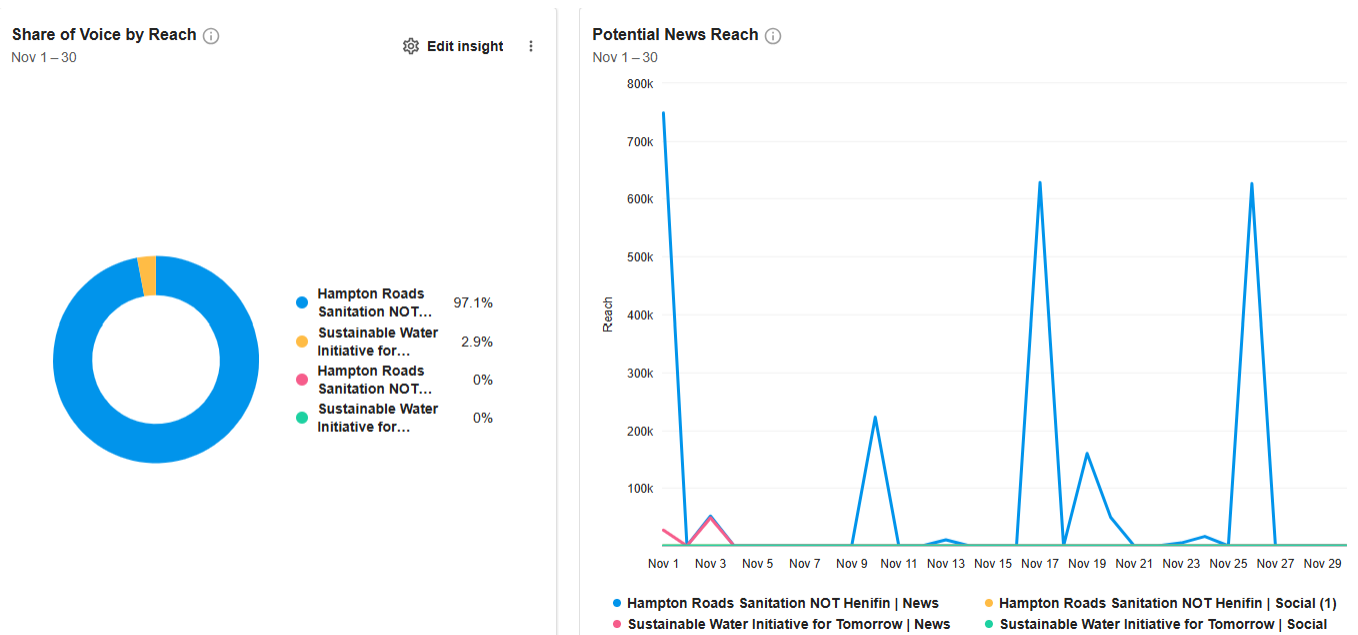 Share of Voice by Reach
Nov 1 – 30
Edit insight
Hampton Roads
Sanitation NOT...
97.1%
Sustainable Water
Initiative for...
2.9%
Hampton Roads
Sanitation NOT...
0%
Sustainable Water
Initiative for...
0%
Potential News Reach
Nov 1 – 30
800k
700k
600k
500k
400k
300k
200k
100k
Reach
Nov 1 Nov 3 Nov 5 Nov 7 Nov 9 Nov 11 Nov 13 Nov 15 Nov 17 Nov 19 Nov 21 Nov 23 Nov 25 Nov 27 Nov 29
Hampton Roads Sanitation NOT Henifin | News
Hampton Roads Sanitation NOT Henifin | Social (1)
Sustainable Water Initiative for Tomorrow | News
Sustainable Water Initiative for Tomorrow | Social